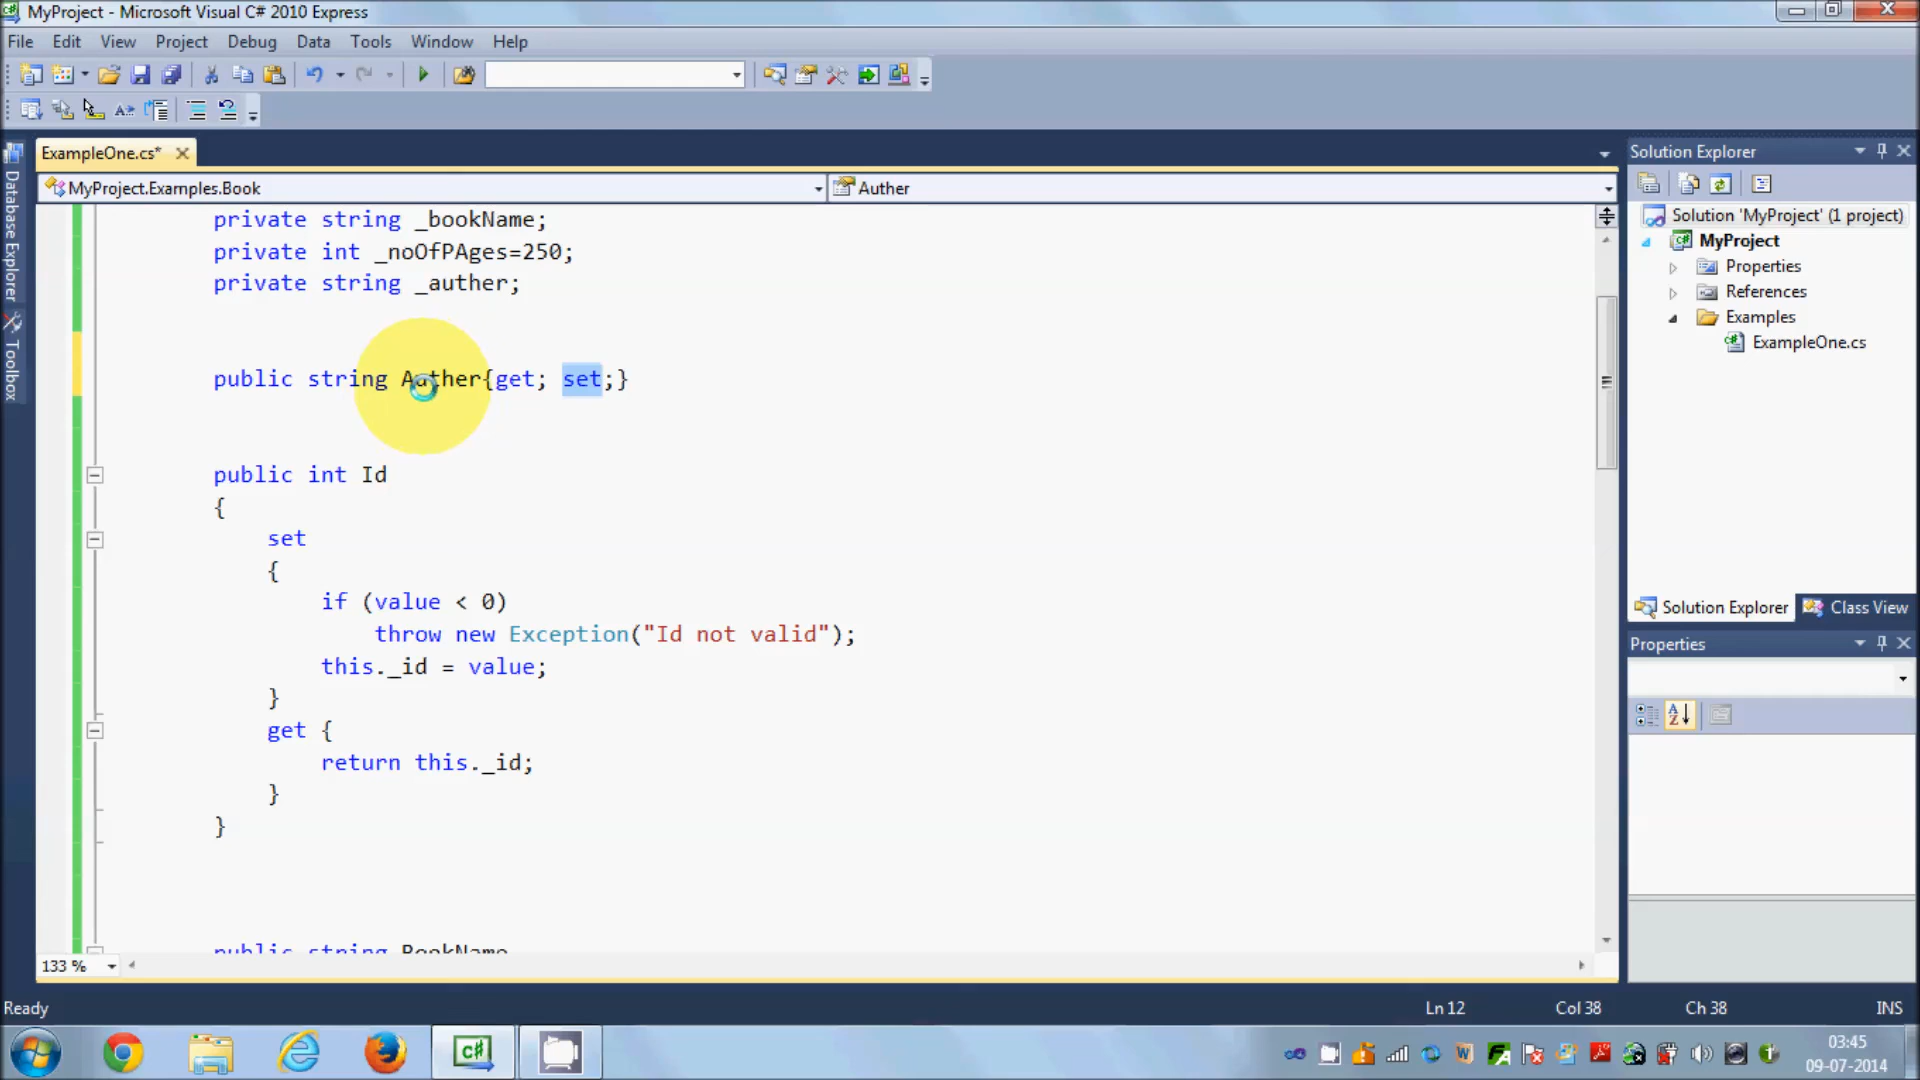 MyProject - Microsoft Visual C# 2010 Express
File Edit View Project Debug Data Tools Window Help
ExampleOne.cs*
MyProject.Examples.Book
Auther
Database Explorer
Toolbox
private string _bookName;
private int _noOfPAges=250;
private string _auther;
public string Auther{get; set;}
public int Id
{
set
{
if (value < 0)
throw new Exception("Id not valid");
this._id = value;
}
get {
return this._id;
}
}
public string BookName
133 %
Solution Explorer
Solution 'MyProject' (1 project)
MyProject
Properties
References
Examples
ExampleOne.cs
Solution Explorer Class View
Properties
Ready
Ln 12 Col 38 Ch 38 INS
03:45
09-07-2014